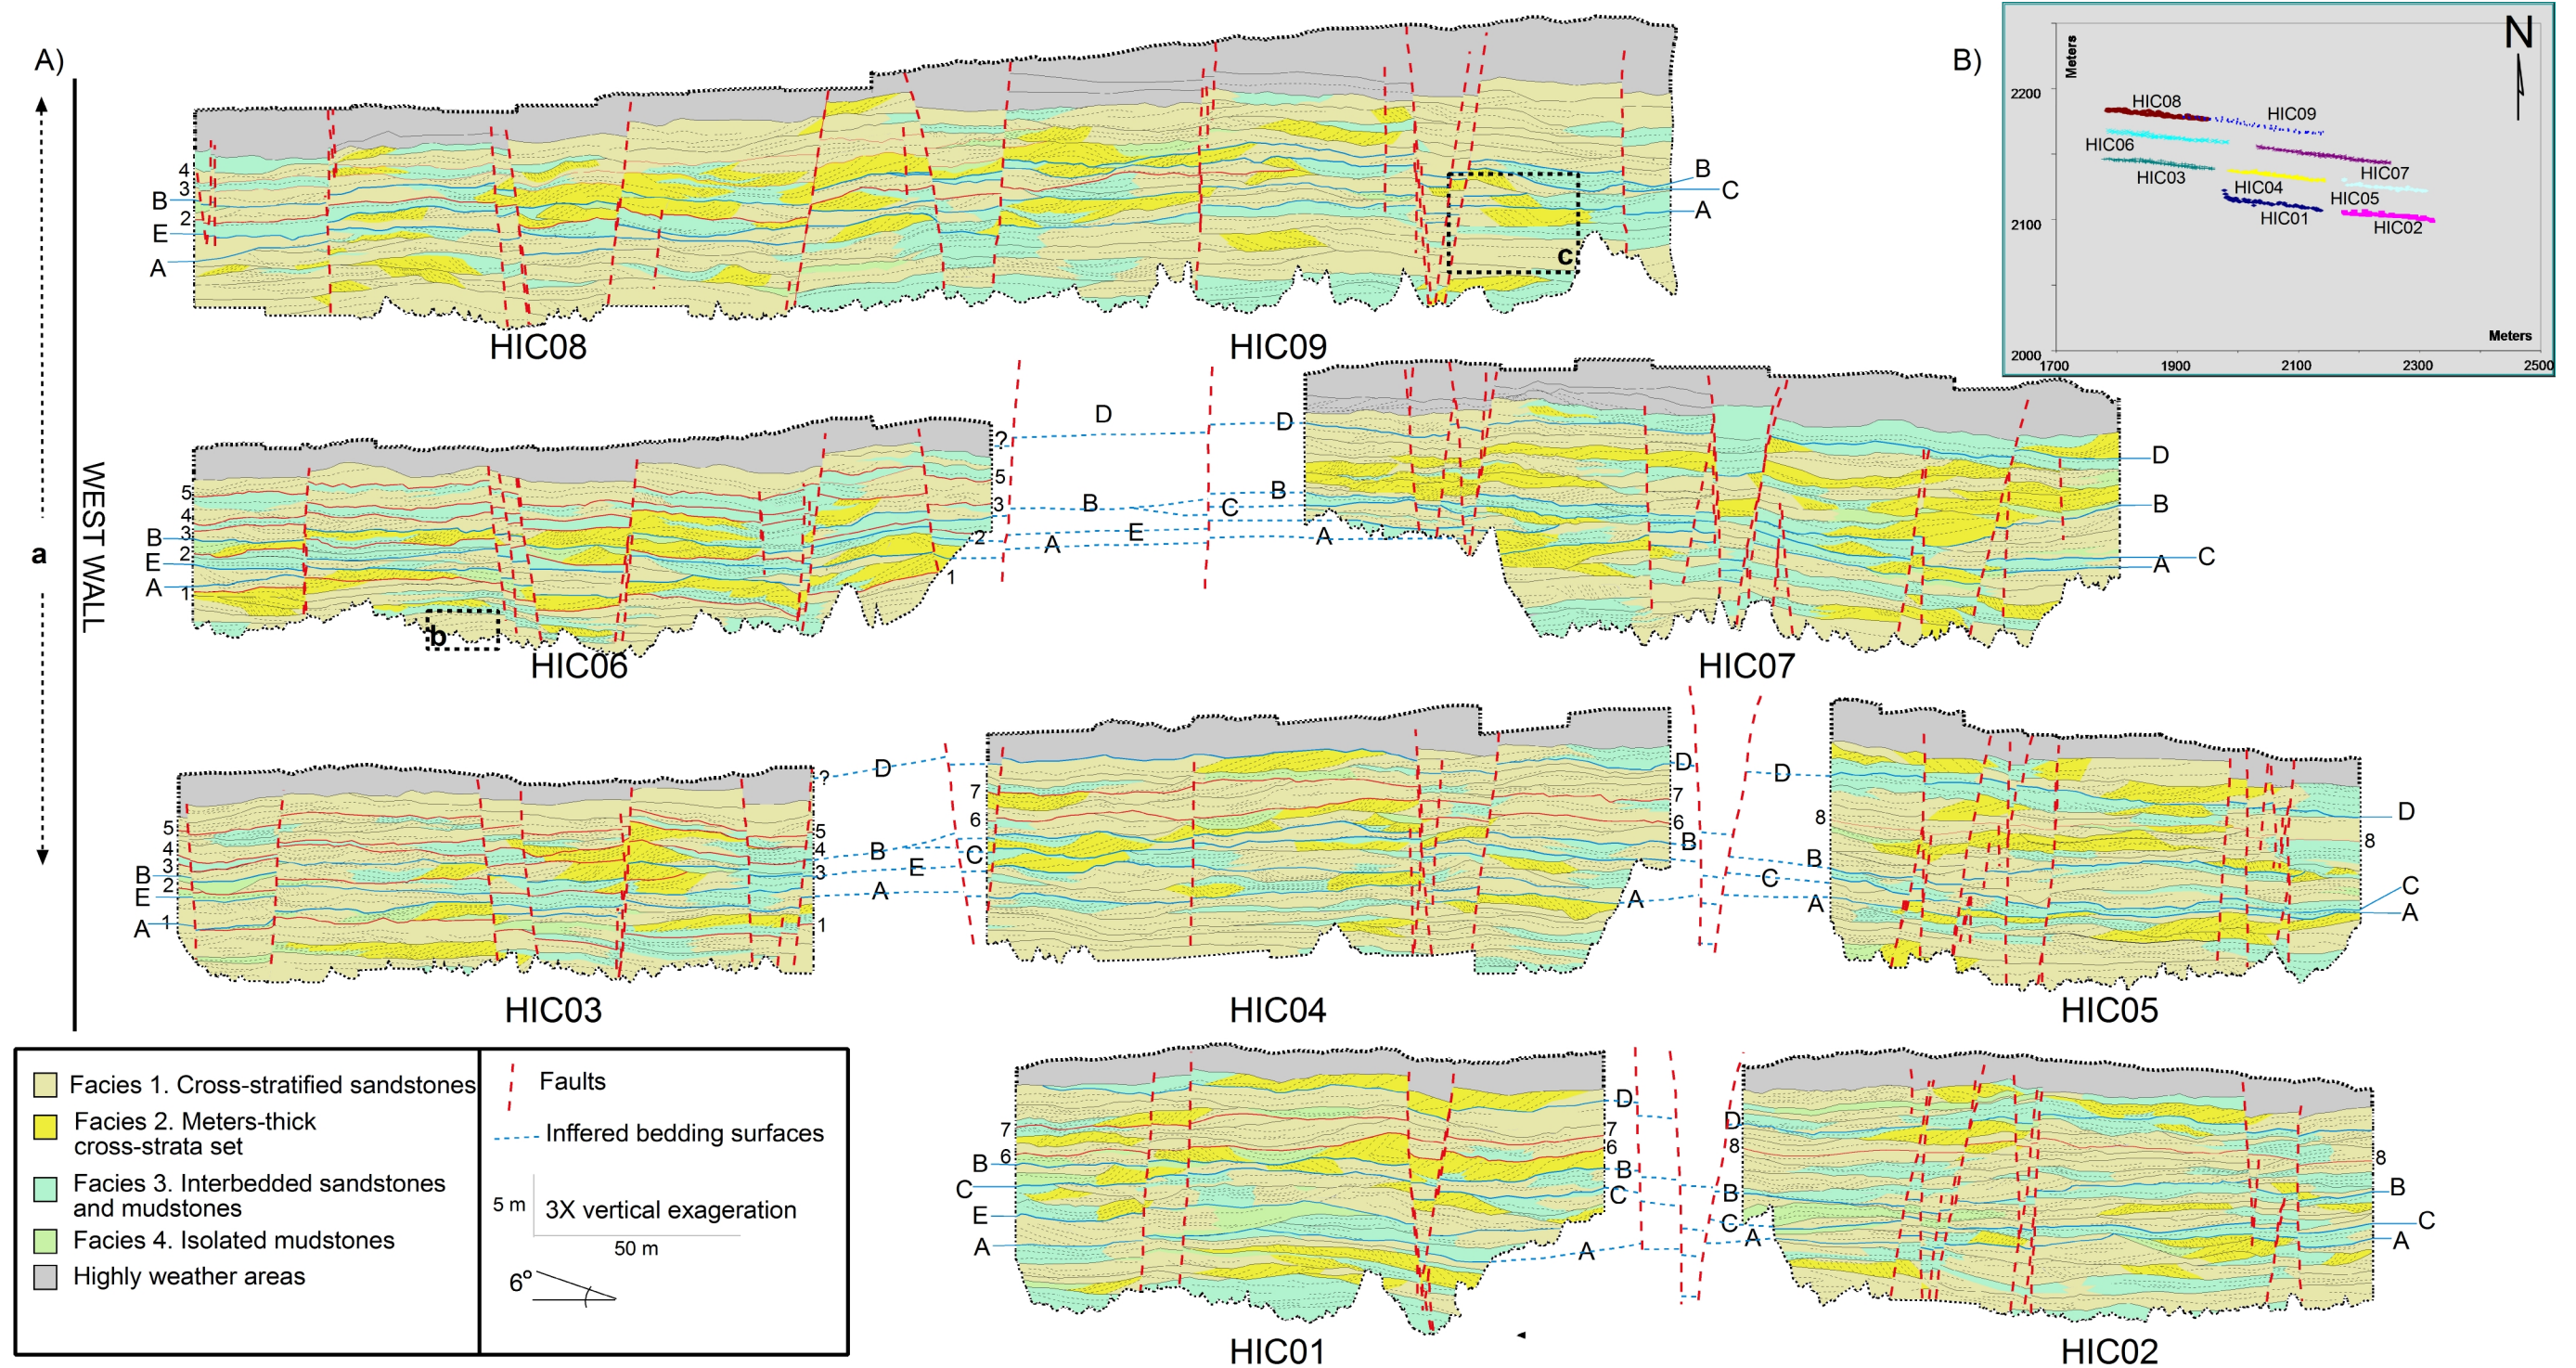 A)
WEST WALL
a
4
3
B
2
E
A
B
C
A
c
HIC08
HIC09
5
4
B
3
2
E
A
1
b
?
5
3
2
1
D
B
C
E
A
D
B
A
D
B
C
A
HIC06
HIC07
5
4
3
B
2
E
A
1
?
5
4
3
1
D
B
E
A
C
7
6
D
7
6
B
A
D
C
8
B
A
D
8
C
A
HIC03
HIC04
HIC05
7
6
B
C
E
A
D
7
6
B
C
A
D
8
B
C
A
8
B
C
A
HIC01
HIC02
Facies 1. Cross-stratified sandstones
Facies 2. Meters-thick
cross-strata set
Facies 3. Interbedded sandstones
and mudstones
Facies 4. Isolated mudstones
Highly weather areas
Faults
Inffered bedding surfaces
5 m
3X vertical exageration
50 m
6°
B)
N
Meters
2200
2100
2000
HIC08
HIC09
HIC06
HIC07
HIC03
HIC04
HIC05
HIC01
HIC02
Meters
1700
1900
2100
2300
2500